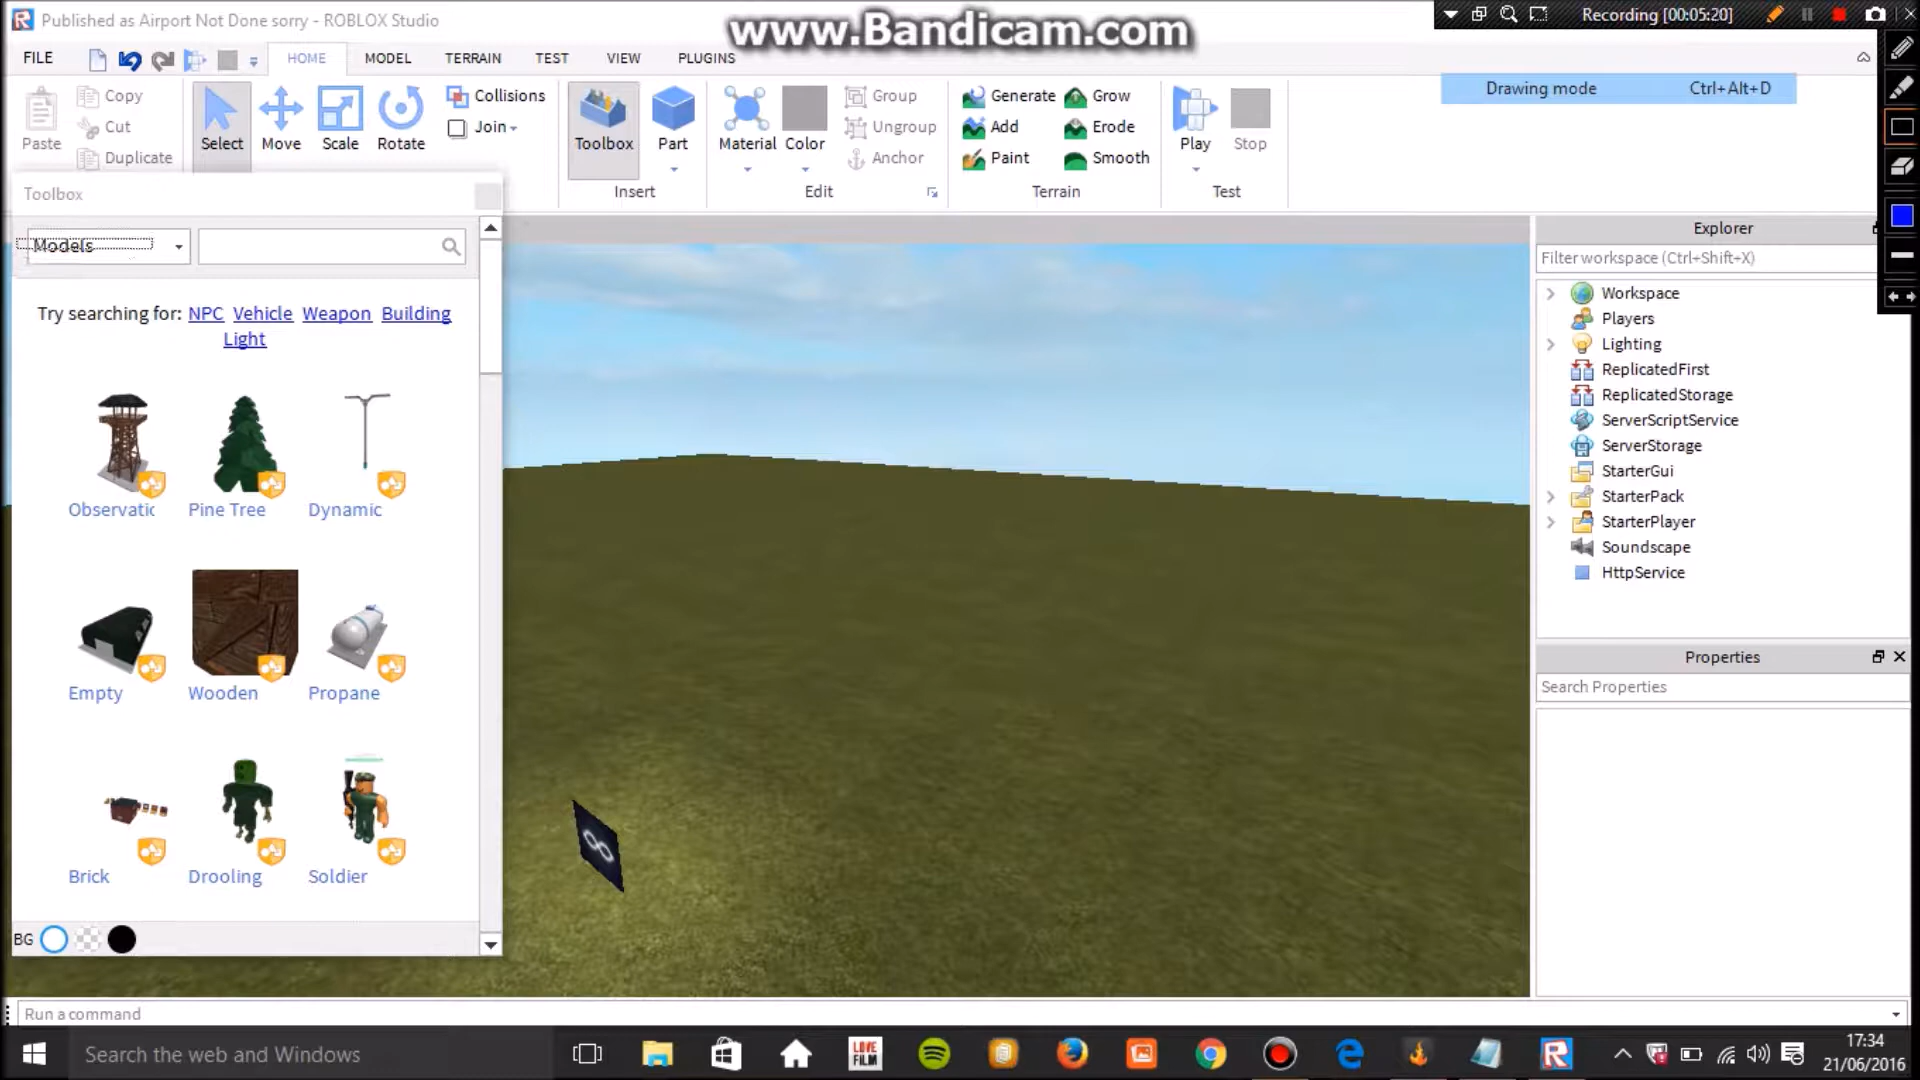 Published as Airport Not Done sorry - ROBLOX Studio
www.Bandicam.com
Recording [00:05:20]
FILE HOME MODEL TERRAIN TEST VIEW PLUGINS
Drawing mode Ctrl+Alt+D
Copy Collisions Group Generate Grow
Cut Join Ungroup Add Erode
Paste Select Move Scale Rotate Toolbox Part Material Color Play Stop
Duplicate Anchor Paint Smooth
Insert Edit Terrain Test
Toolbox
Models
Try searching for: NPC Vehicle Weapon Building
Light
Observatic Pine Tree Dynamic
Empty Wooden Propane
Brick Drooling Soldier
BG
Explorer
Filter workspace (Ctrl+Shift+X)
Workspace
Players
Lighting
ReplicatedFirst
ReplicatedStorage
ServerScriptService
ServerStorage
StarterGui
StarterPack
StarterPlayer
Soundscape
HttpService
Properties
Search Properties
Run a command
Search the web and Windows
LOVE
FiLM
17:34
21/06/2016